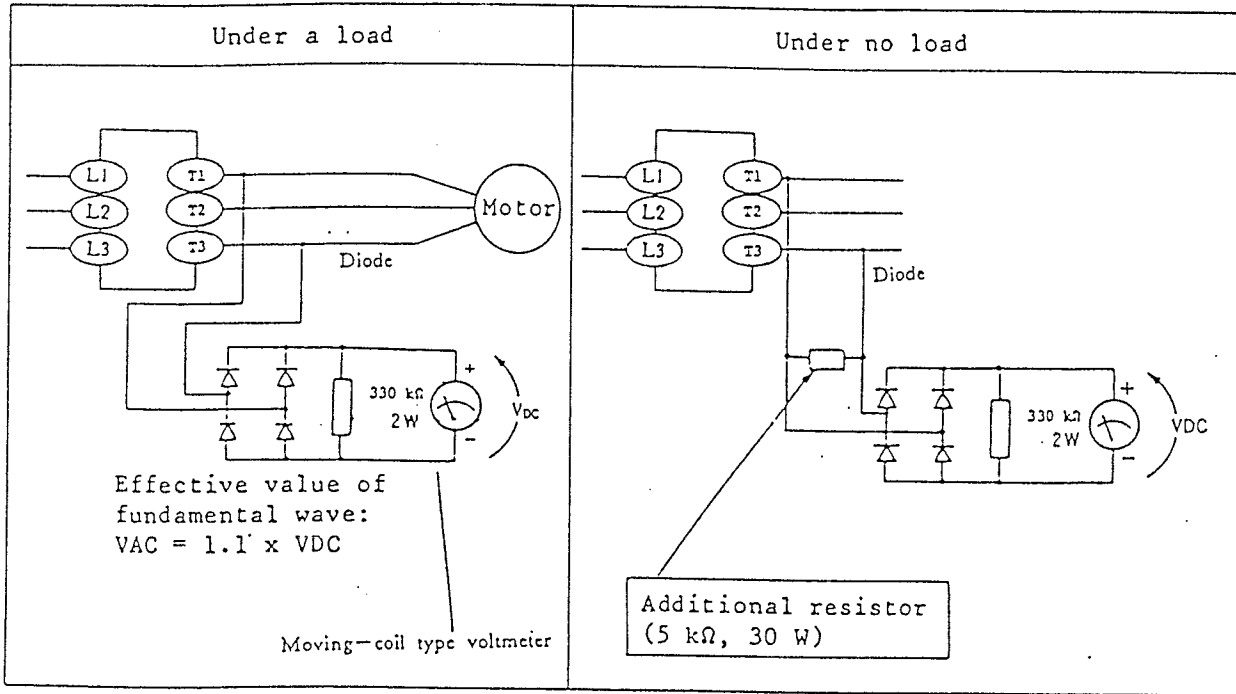 Under a load
L1
L2
L3
T1
T2
T3
Motor
Diode
330 kΩ
2W
+
−
VDC
Effective value of
fundamental wave:
VAC = 1.1 x VDC
Moving-coil type voltmeter
Under no load
L1
L2
L3
T1
T2
T3
Diode
330 kΩ
2W
+
−
VDC
Additional resistor
(5 kΩ, 30 W)